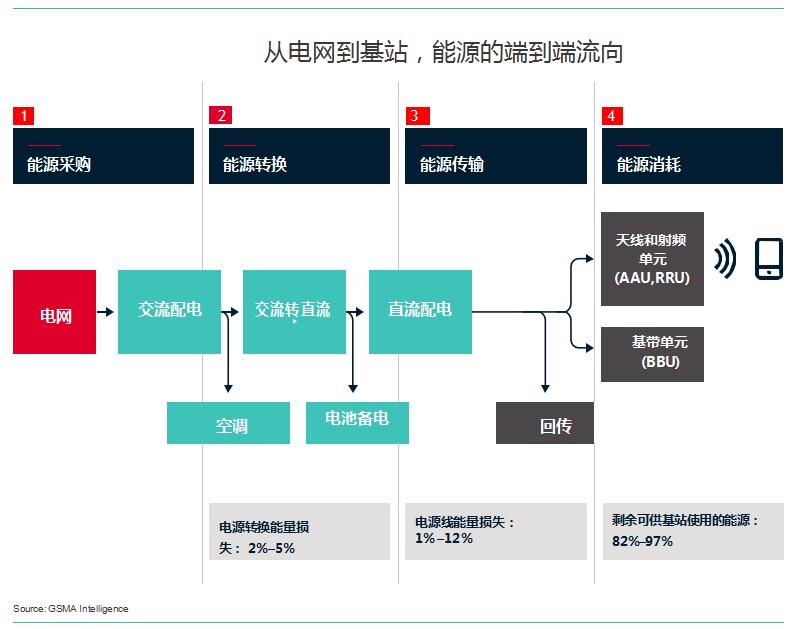 从电网到基站，能源的端到端流向
1
2
3
4
能源采购
能源转换
能源传输
能源消耗
天线和射频
单元
(AAU,RRU)
电网
交流配电
交流转直流
直流配电
基带单元
(BBU)
空调
电池备电
回传
电源转换能量损
失： 2%–5%
电源线能量损失：
1% –12%
剩余可供基站使用的能源：
82%–97%
Source: GSMA Intelligence